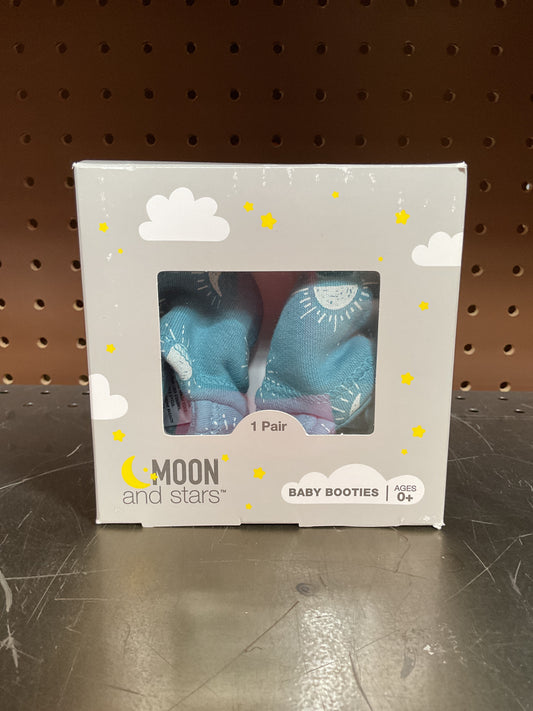 1 Pair
MOON
and stars™
BABY BOOTIES | AGES
0+